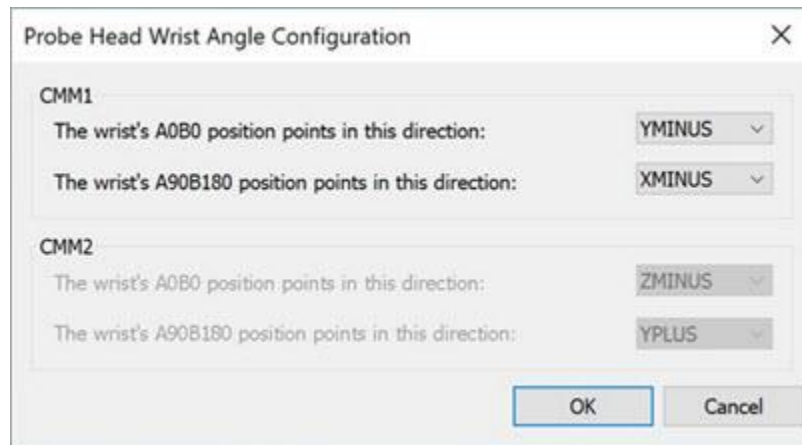 Probe Head Wrist Angle Configuration
CMM1
The wrist's A0B0 position points in this direction: YMINUS
The wrist's A90B180 position points in this direction: XMINUS
CMM2
The wrist's A0B0 position points in this direction: ZMINUS
The wrist's A90B180 position points in this direction: YPLUS
OK Cancel